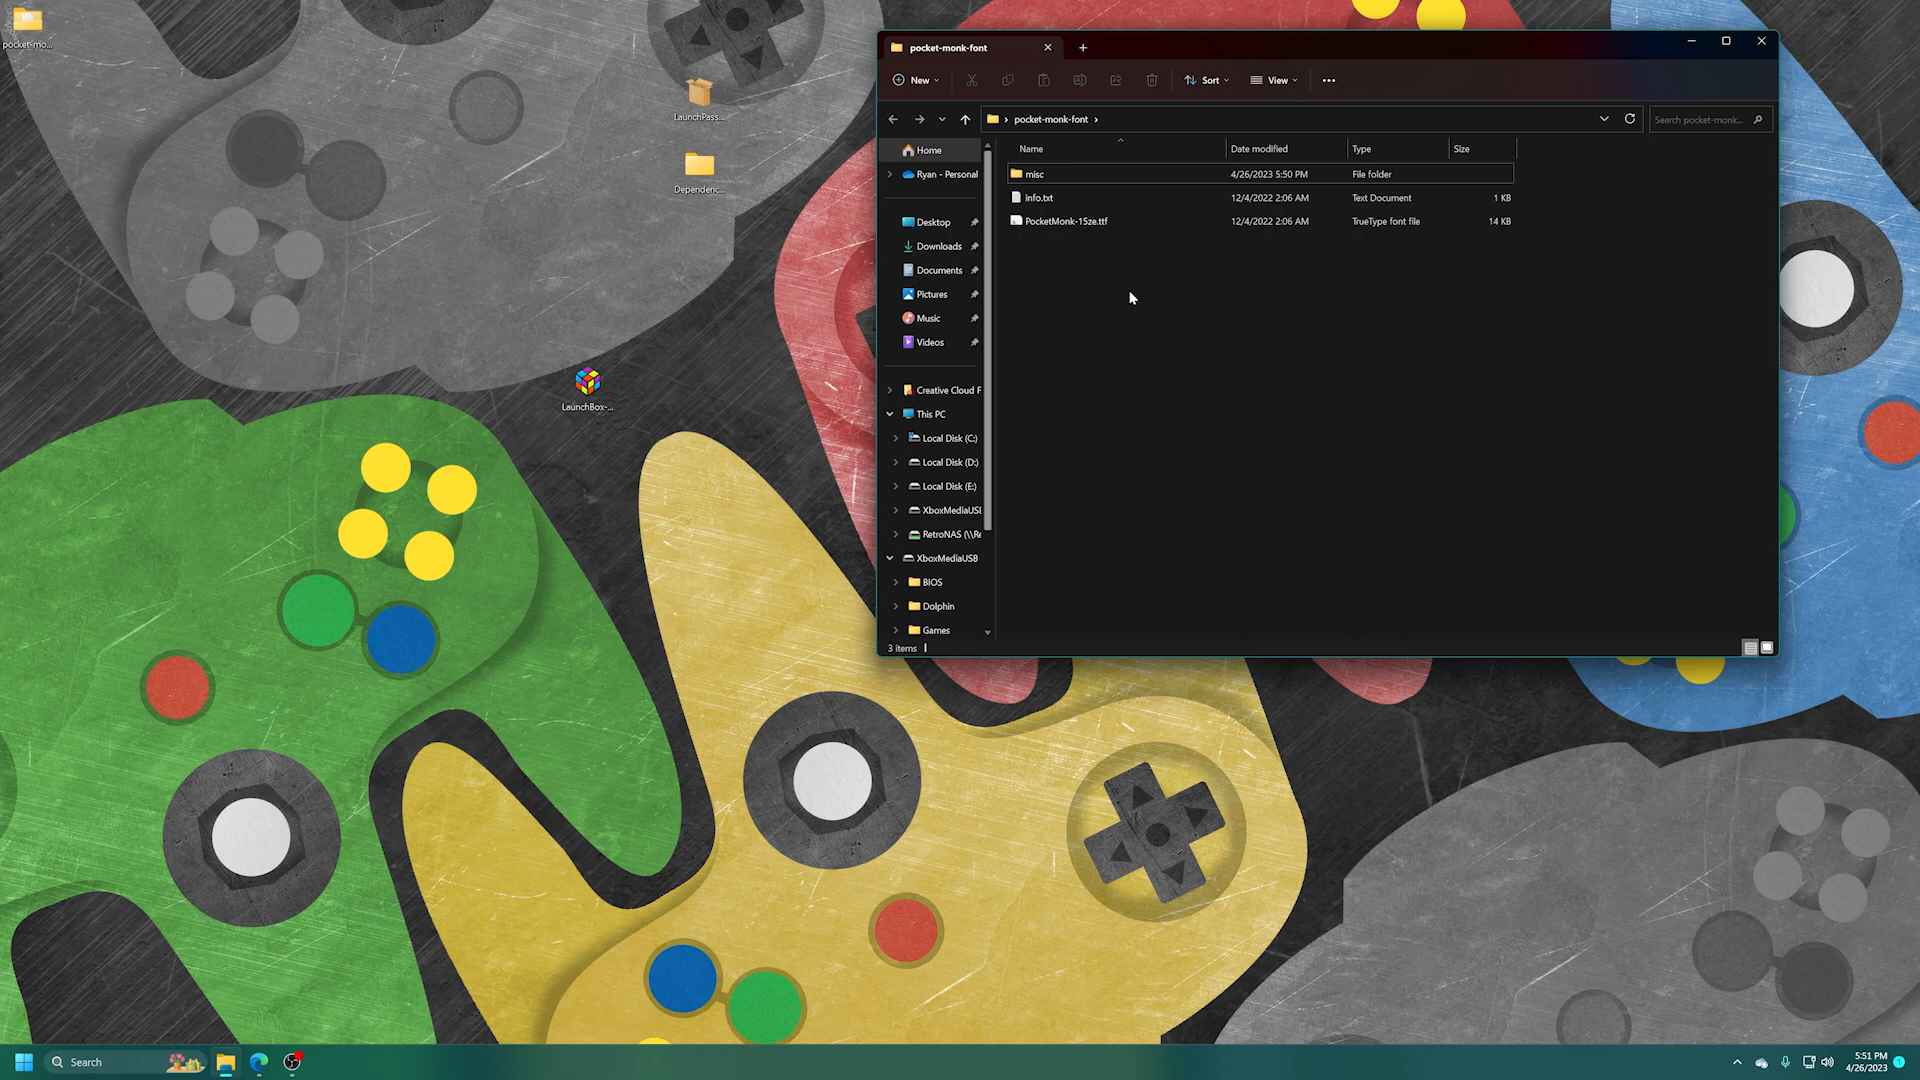 pocket-mo...
LaunchPass...
Dependenc...
LaunchBox-...
pocket-monk-font
New
Sort
View
pocket-monk-font
Search pocket-monk...
Name
Date modified
Type
Size
misc
4/26/2023 5:50 PM
File folder
info.txt
12/4/2022 2:06 AM
Text Document
1 KB
PocketMonk-15ze.ttf
12/4/2022 2:06 AM
TrueType font file
14 KB
Home
Ryan - Personal
Desktop
Downloads
Documents
Pictures
Music
Videos
Creative Cloud F
This PC
Local Disk (C:)
Local Disk (D:)
Local Disk (E:)
XboxMediaUSB
RetroNAS (\\Re
XboxMediaUSB
BIOS
Dolphin
Games
3 items
Search
5:51 PM
4/26/2023
1